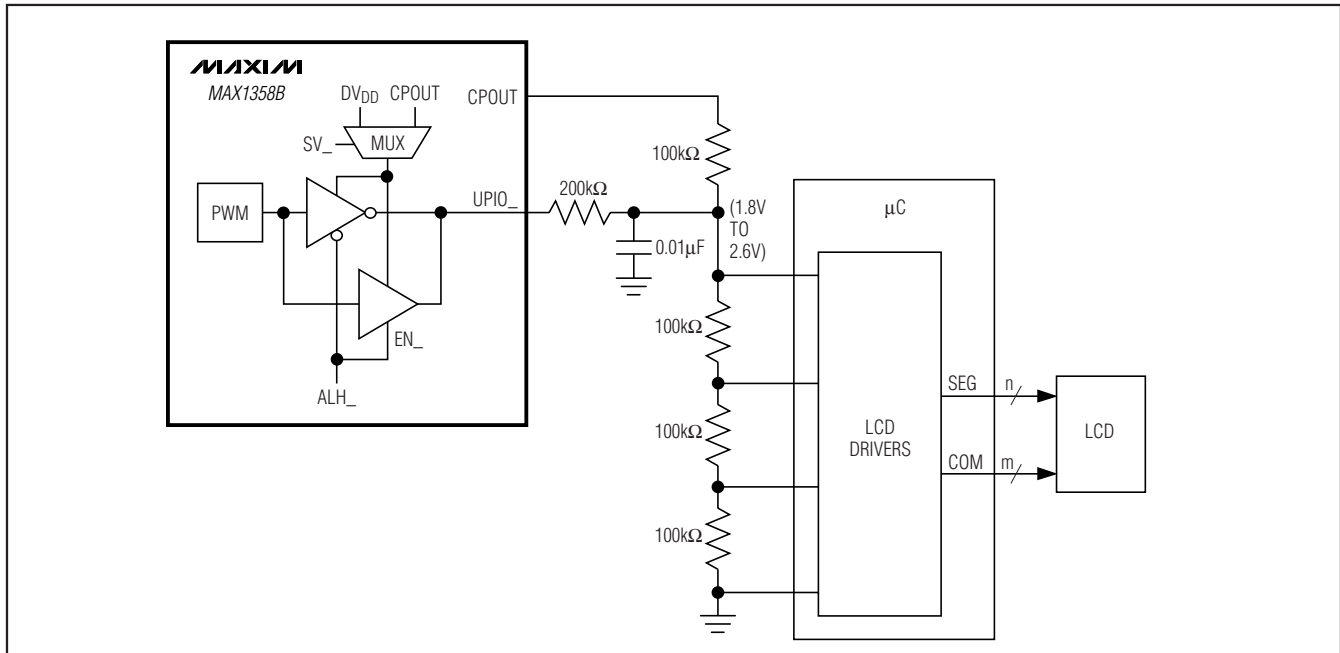 MAXIM
MAX1358B
DVDD CPOUT
CPOUT
SV_
MUX
100kΩ
PWM
UPIO_
200kΩ
(1.8V
TO
2.6V)
0.01µF
µC
100kΩ
EN_
ALH_
SEG n
100kΩ
LCD
DRIVERS
LCD
COM m
100kΩ